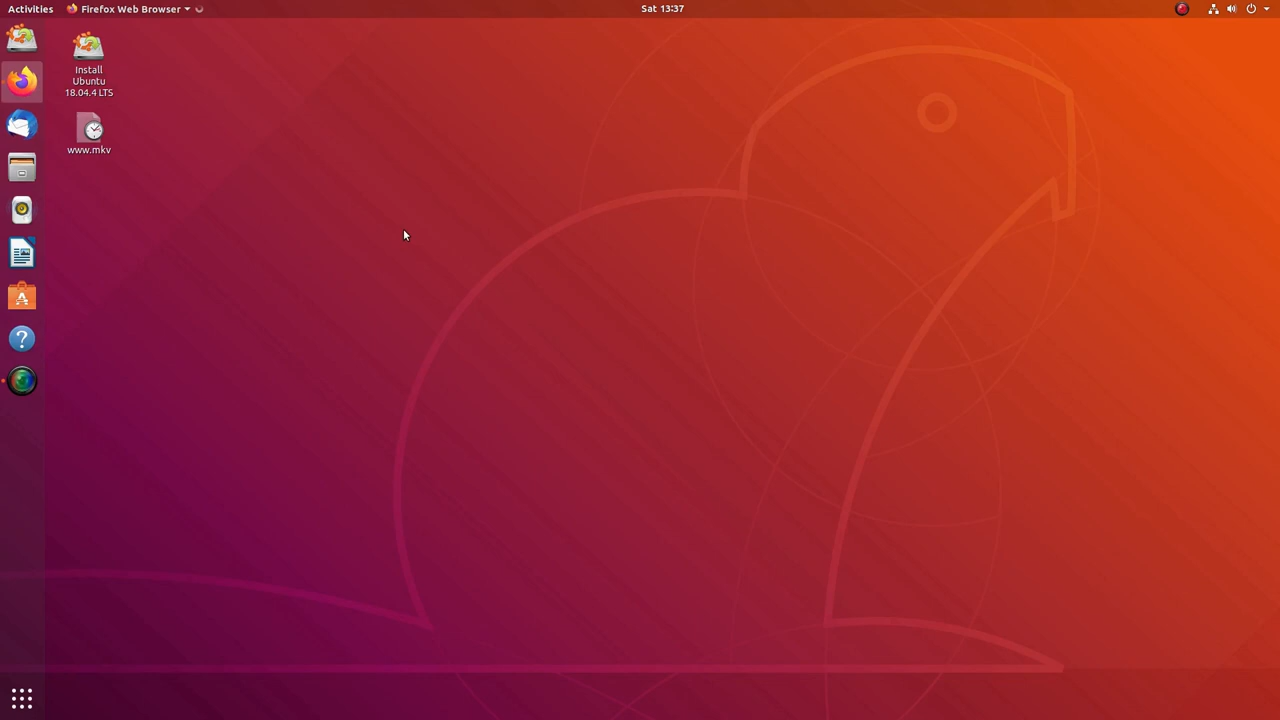 Activities
Firefox Web Browser
Sat 13:37
Install
Ubuntu
18.04.4 LTS
www.mkv